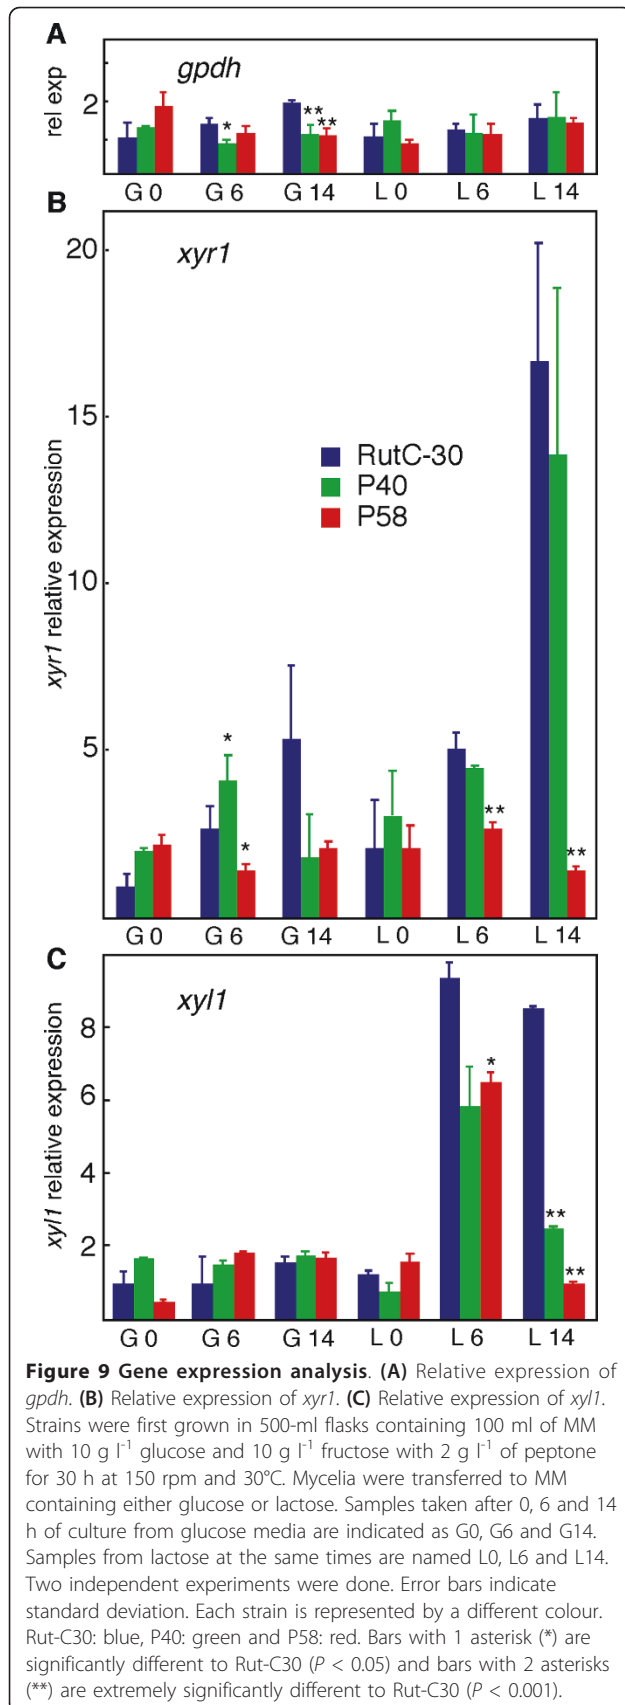 A
gpdh
rel exp
2
** **
*
G 0 G 6 G 14 L 0 L 6 L 14
B
xyr1
20
15
10
5
xyr1 relative expression
RutC-30
P40
P58
*
*
**
**
G 0 G 6 G 14 L 0 L 6 L 14
C
xyl1
8
6
4
2
xyl1 relative expression
*
**
**
G 0 G 6 G 14 L 0 L 6 L 14
Figure 9 Gene expression analysis. (A) Relative expression of
gpdh. (B) Relative expression of xyr1. (C) Relative expression of xyl1.
Strains were first grown in 500-ml flasks containing 100 ml of MM
with 10 g l-1 glucose and 10 g l-1 fructose with 2 g l-1 of peptone
for 30 h at 150 rpm and 30°C. Mycelia were transferred to MM
containing either glucose or lactose. Samples taken after 0, 6 and 14
h of culture from glucose media are indicated as G0, G6 and G14.
Samples from lactose at the same times are named L0, L6 and L14.
Two independent experiments were done. Error bars indicate
standard deviation. Each strain is represented by a different colour.
Rut-C30: blue, P40: green and P58: red. Bars with 1 asterisk (*) are
significantly different to Rut-C30 (P < 0.05) and bars with 2 asterisks
(**) are extremely significantly different to Rut-C30 (P < 0.001).